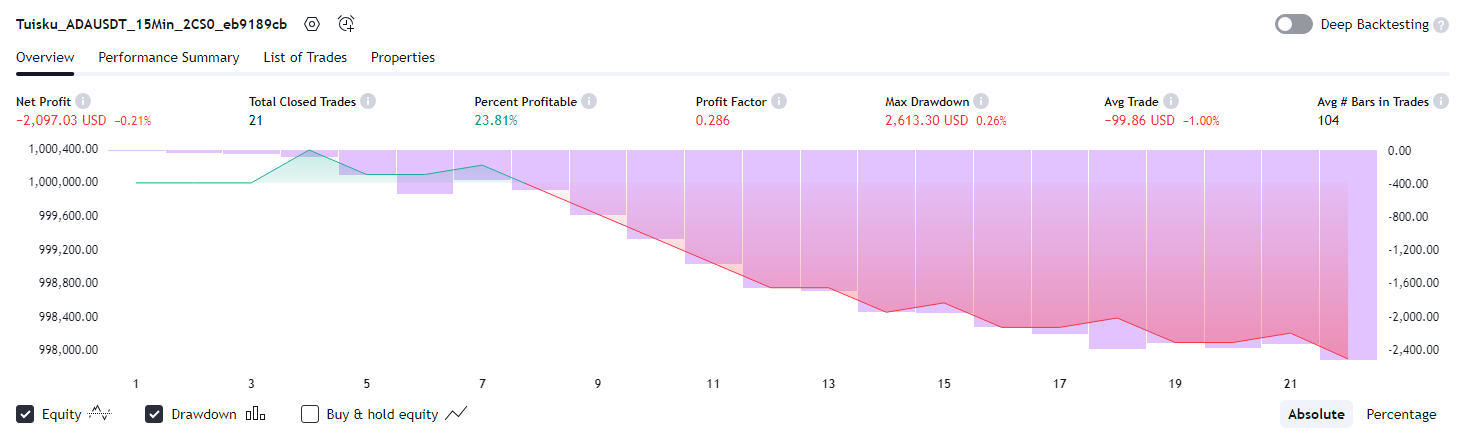 Tuisku_ADAUSDT_15Min_2CS0_eb9189cb Deep Backtesting
Overview Performance Summary List of Trades Properties
Net Profit Total Closed Trades Percent Profitable Profit Factor Max Drawdown Avg Trade Avg # Bars in Trades
−2,097.03 USD −0.21% 21 23.81% 0.286 2,613.30 USD 0.26% −99.86 USD −1.00% 104
1,000,400.00 0.00
1,000,000.00 -400.00
999,600.00 -800.00
999,200.00 -1,200.00
998,800.00 -1,600.00
998,400.00 -2,000.00
998,000.00 -2,400.00
1 3 5 7 9 11 13 15 17 19 21
Equity Drawdown Buy & hold equity Absolute Percentage